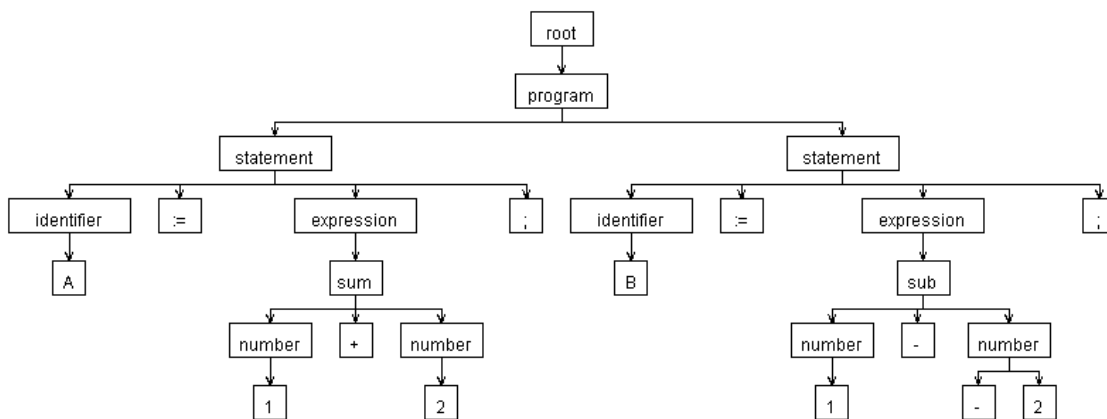 root
program
statement statement
identifier := expression ; identifier := expression ;
A sum B sub
number + number number - number
1 2 1 - 2